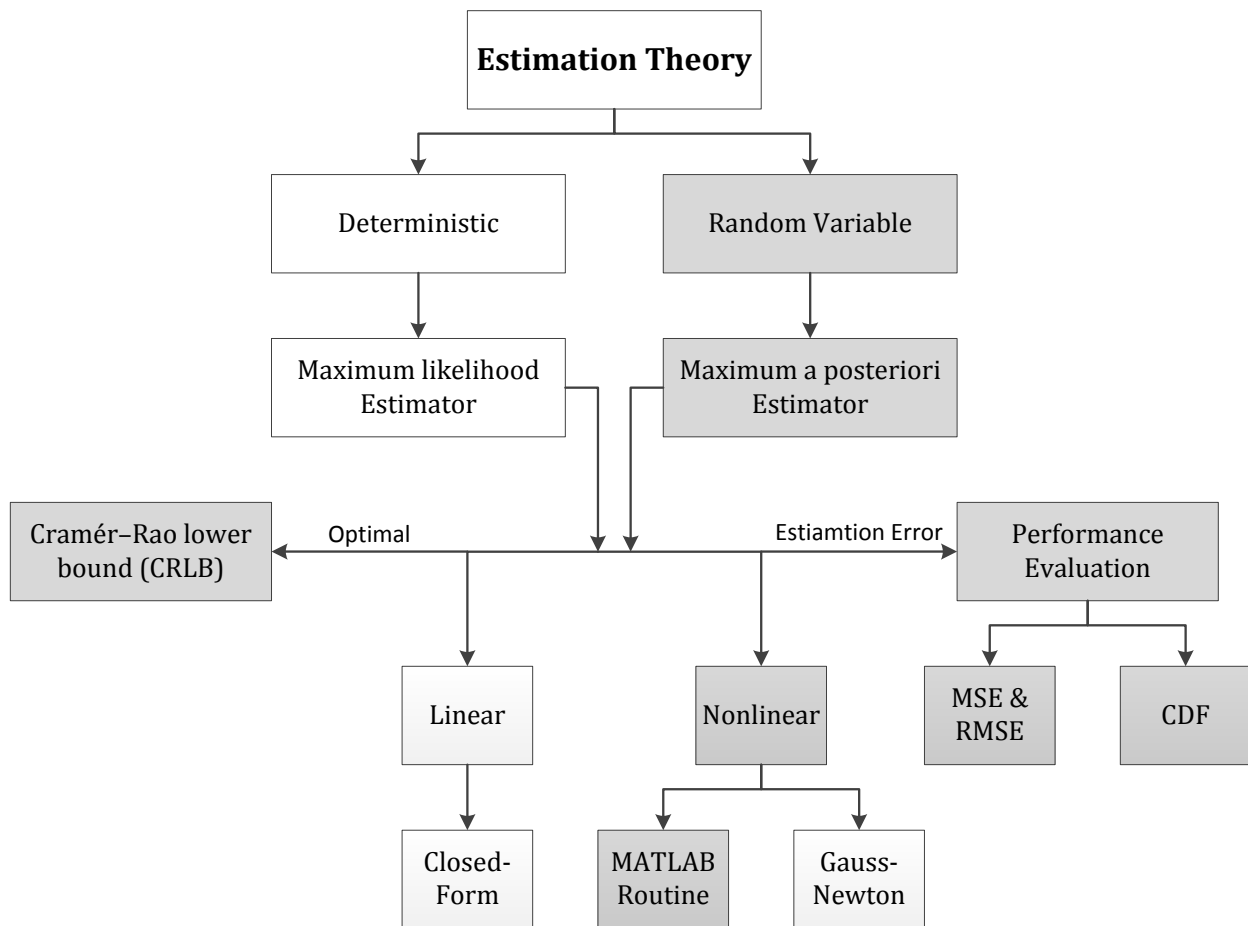 Estimation Theory
Deterministic
Random Variable
Maximum likelihood
Estimator
Maximum a posteriori
Estimator
Cramér–Rao lower
bound (CRLB)
Optimal
Estiamtion Error
Performance
Evaluation
Linear
Nonlinear
MSE &
RMSE
CDF
Closed-
Form
MATLAB
Routine
Gauss-
Newton